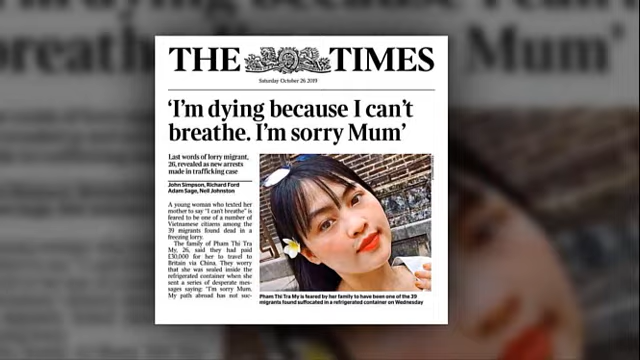 THE TIMES
Saturday October 26 2019
'I'm dying because I can't
breathe. I'm sorry Mum'
Last words of lorry migrant,
26, revealed as new arrests
made in trafficking case
John Simpson, Richard Ford
Adam Sage, Neil Johnston
A young woman who texted her
mother to say "I can't breathe" is
feared to be one of a number of
Vietnamese citizens among the
39 migrants found dead in a
freezing lorry.
The family of Pham Thi Tra
My, 26, said they had paid
£30,000 for her to travel to
Britain via China. They worry
that she was sealed inside the
refrigerated container when she
sent a series of desperate mes-
sages saying: "I'm sorry Mum.
My path abroad has not suc-
Pham Thi Tra My is feared by her family to have been one of the 39
migrants found suffocated in a refrigerated container on Wednesday